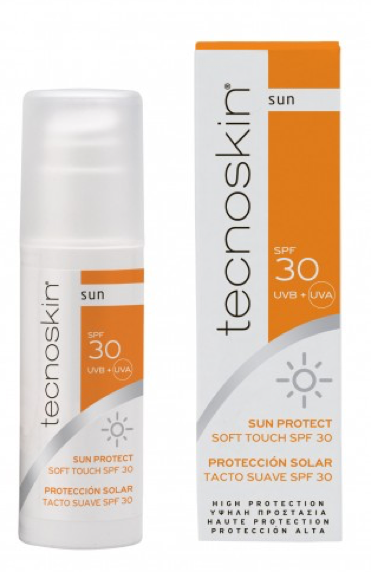 tecnoskin®
sun
SPF
30
UVB + UVA
SUN PROTECT
SOFT TOUCH SPF 30
PROTECCIÓN SOLAR
TACTO SUAVE SPF 30
tecnoskin®
sun
SPF
30
UVB + UVA
SUN PROTECT
SOFT TOUCH SPF 30
PROTECCIÓN SOLAR
TACTO SUAVE SPF 30
HIGH PROTECTION
ΥΨΗΛΗ ΠΡΟΣΤΑΣΙΑ
HAUTE PROTECTION
PROTECCIÓN ALTA